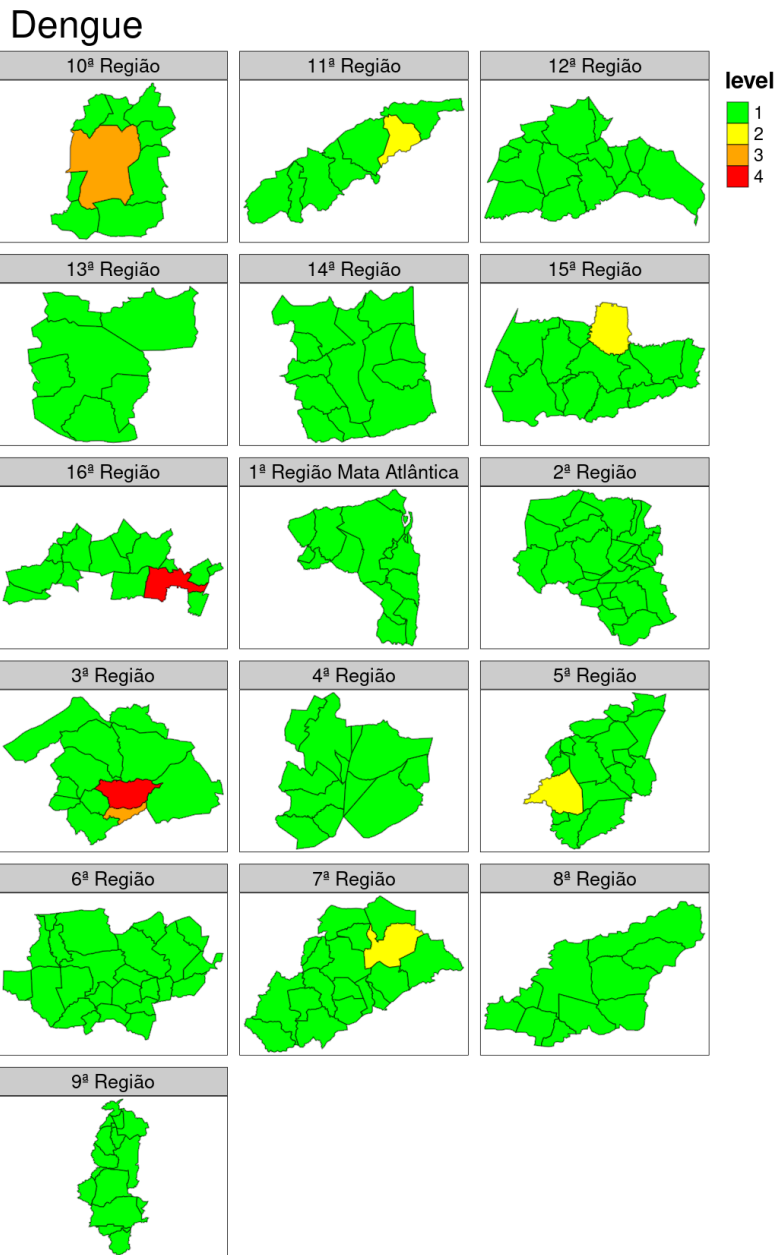 Dengue
10ª Região
11ª Região
12ª Região
level
1
2
3
4
13ª Região
14ª Região
15ª Região
16ª Região
1ª Região Mata Atlântica
2ª Região
3ª Região
4ª Região
5ª Região
6ª Região
7ª Região
8ª Região
9ª Região